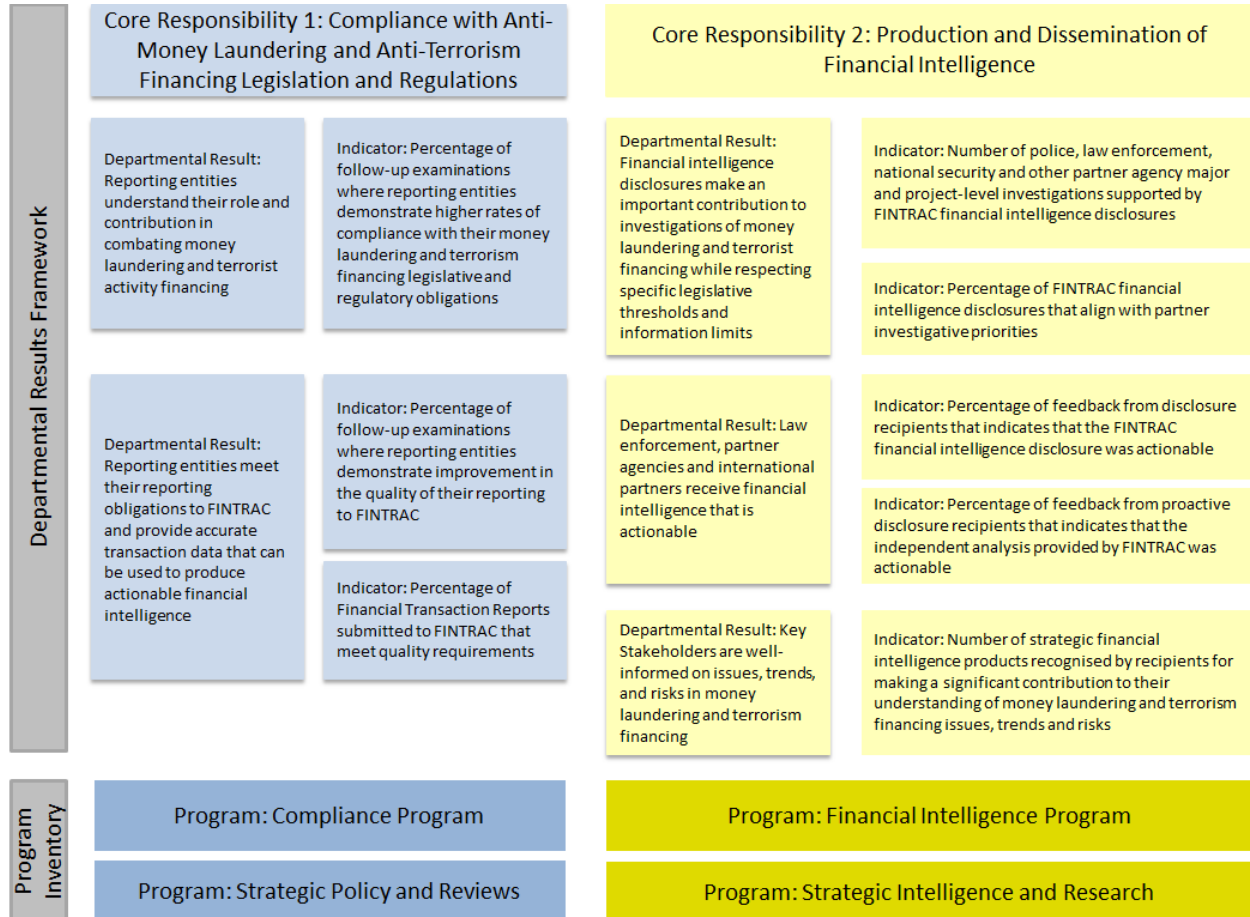 Departmental Results Framework
Core Responsibility 1: Compliance with Anti-
Money Laundering and Anti-Terrorism
Financing Legislation and Regulations
Departmental Result:
Reporting entities
understand their role and
contribution in
combating money
laundering and terrorist
activity financing
Indicator: Percentage of
follow-up examinations
where reporting entities
demonstrate higher rates of
compliance with their money
laundering and terrorism
financing legislative and
regulatory obligations
Departmental Result:
Reporting entities meet
their reporting
obligations to FINTRAC
and provide accurate
transaction data that can
be used to produce
actionable financial
intelligence
Indicator: Percentage of
follow-up examinations
where reporting entities
demonstrate improvement in
the quality of their reporting
to FINTRAC
Indicator: Percentage of
Financial Transaction Reports
submitted to FINTRAC that
meet quality requirements
Core Responsibility 2: Production and Dissemination of
Financial Intelligence
Departmental Result:
Financial intelligence
disclosures make an
important contribution to
investigations of money
laundering and terrorist
financing while respecting
specific legislative
thresholds and
information limits
Indicator: Number of police, law enforcement,
national security and other partner agency major
and project-level investigations supported by
FINTRAC financial intelligence disclosures
Indicator: Percentage of FINTRAC financial
intelligence disclosures that align with partner
investigative priorities
Departmental Result: Law
enforcement, partner
agencies and international
partners receive financial
intelligence that is
actionable
Indicator: Percentage of feedback from disclosure
recipients that indicates that the FINTRAC
financial intelligence disclosure was actionable
Indicator: Percentage of feedback from proactive
disclosure recipients that indicates that the
independent analysis provided by FINTRAC was
actionable
Departmental Result: Key
Stakeholders are well-
informed on issues, trends,
and risks in money
laundering and terrorism
financing
Indicator: Number of strategic financial
intelligence products recognised by recipients for
making a significant contribution to their
understanding of money laundering and terrorism
financing issues, trends and risks
Program
Inventory
Program: Compliance Program
Program: Strategic Policy and Reviews
Program: Financial Intelligence Program
Program: Strategic Intelligence and Research